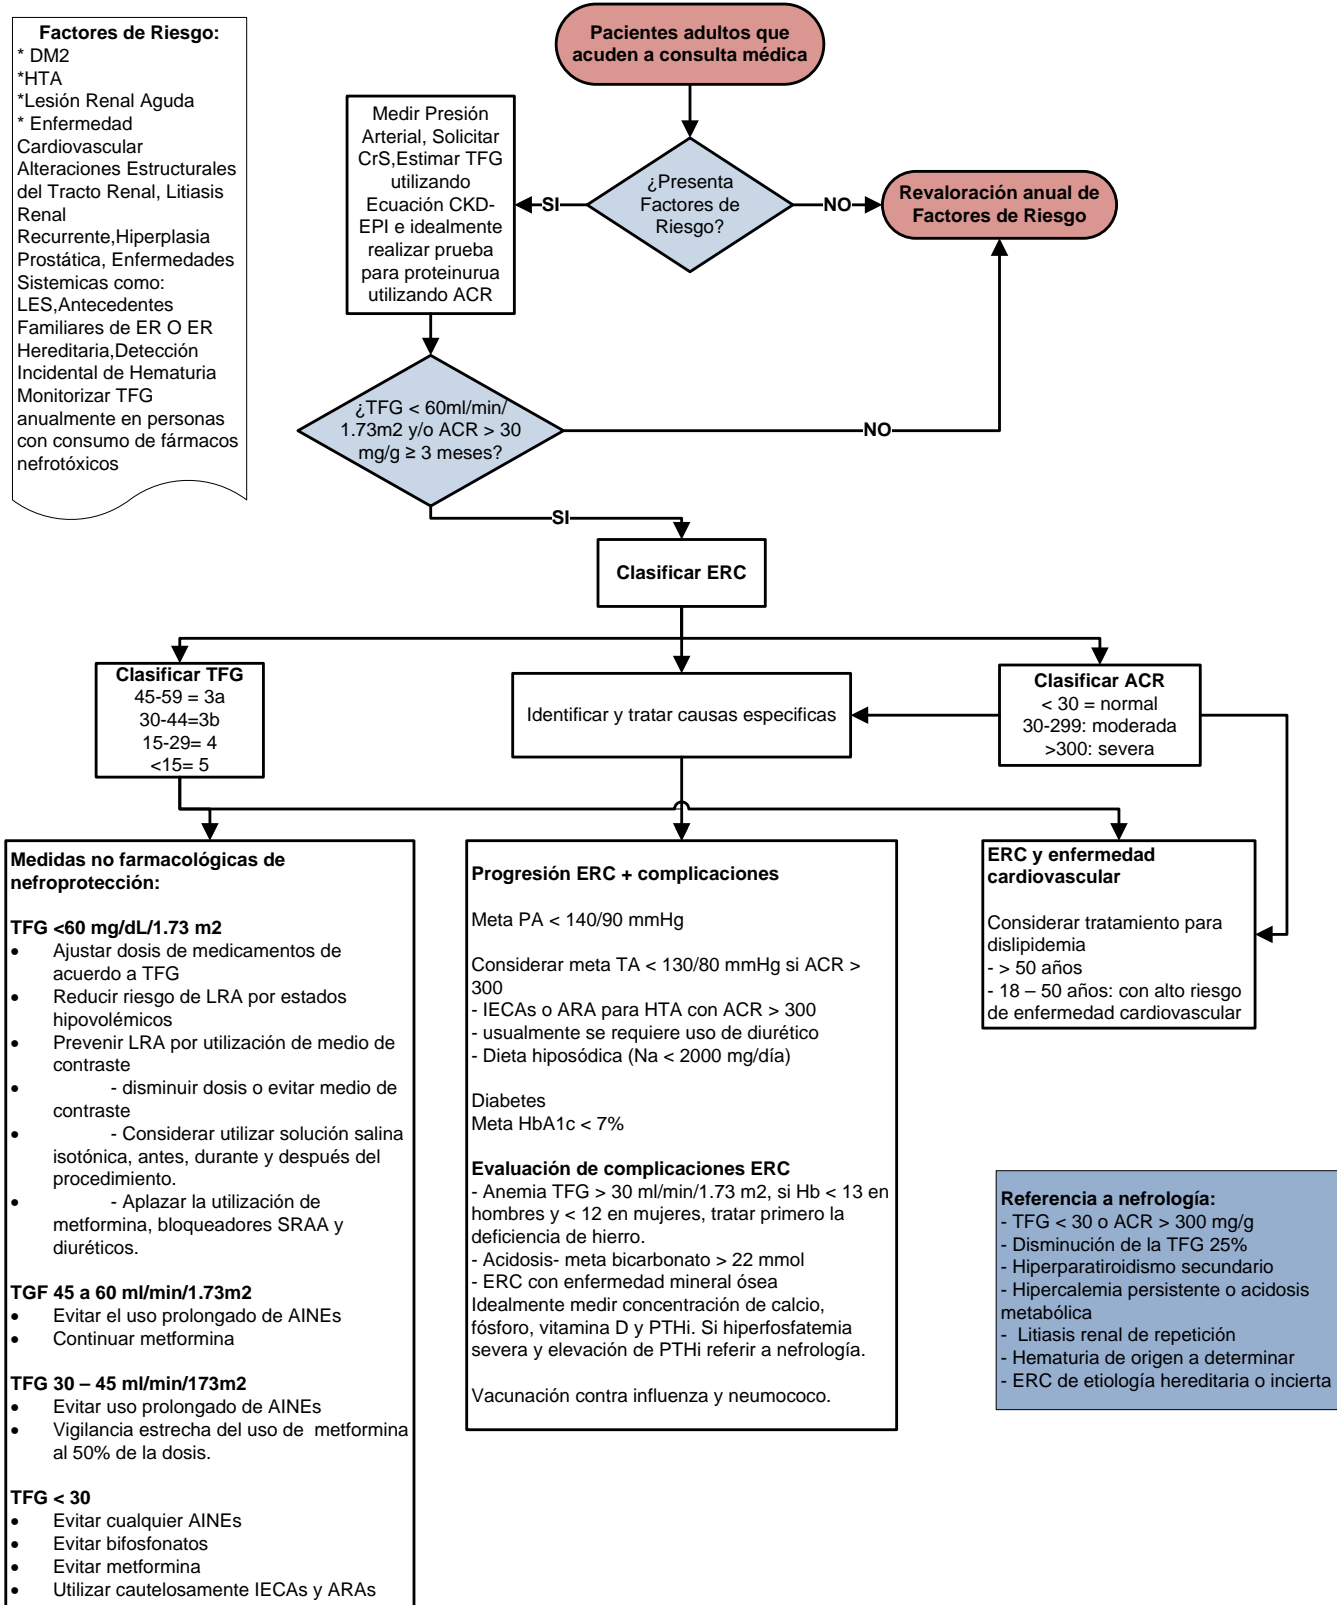 Factores de Riesgo:
* DM2
*HTA
*Lesión Renal Aguda
* Enfermedad
Cardiovascular
Alteraciones Estructurales
del Tracto Renal, Litiasis
Renal
Recurrente,Hiperplasia
Prostática, Enfermedades
Sistemicas como:
LES,Antecedentes
Familiares de ER O ER
Hereditaria,Detección
Incidental de Hematuria
Monitorizar TFG
anualmente en personas
con consumo de fármacos
nefrotóxicos
Pacientes adultos que
acuden a consulta médica
Medir Presión
Arterial, Solicitar
CrS,Estimar TFG
utilizando
Ecuación CKD-
EPI e idealmente
realizar prueba
para proteinurua
utilizando ACR
SI
¿Presenta
Factores de
Riesgo?
NO
Revaloración anual de
Factores de Riesgo
¿TFG < 60ml/min/
1.73m2 y/o ACR > 30
mg/g ≥ 3 meses?
NO
SI
Clasificar ERC
Clasificar TFG
45-59 = 3a
30-44=3b
15-29= 4
<15= 5
Identificar y tratar causas especificas
Clasificar ACR
< 30 = normal
30-299: moderada
>300: severa
Medidas no farmacológicas de
nefroprotección:
TFG <60 mg/dL/1.73 m2
• Ajustar dosis de medicamentos de
acuerdo a TFG
• Reducir riesgo de LRA por estados
hipovolémicos
• Prevenir LRA por utilización de medio de
contraste
• - disminuir dosis o evitar medio de
contraste
• - Considerar utilizar solución salina
isotónica, antes, durante y después del
procedimiento.
• - Aplazar la utilización de
metformina, bloqueadores SRAA y
diuréticos.
TGF 45 a 60 ml/min/1.73m2
• Evitar el uso prolongado de AINEs
• Continuar metformina
TFG 30 – 45 ml/min/173m2
• Evitar uso prolongado de AINEs
• Vigilancia estrecha del uso de metformina
al 50% de la dosis.
TFG < 30
• Evitar cualquier AINEs
• Evitar bifosfonatos
• Evitar metformina
• Utilizar cautelosamente IECAs y ARAs
Progresión ERC + complicaciones
Meta PA < 140/90 mmHg
Considerar meta TA < 130/80 mmHg si ACR >
300
- IECAs o ARA para HTA con ACR > 300
- usualmente se requiere uso de diurético
- Dieta hiposódica (Na < 2000 mg/día)
Diabetes
Meta HbA1c < 7%
Evaluación de complicaciones ERC
- Anemia TFG > 30 ml/min/1.73 m2, si Hb < 13 en
hombres y < 12 en mujeres, tratar primero la
deficiencia de hierro.
- Acidosis- meta bicarbonato > 22 mmol
- ERC con enfermedad mineral ósea
Idealmente medir concentración de calcio,
fósforo, vitamina D y PTHi. Si hiperfosfatemia
severa y elevación de PTHi referir a nefrología.
Vacunación contra influenza y neumococo.
ERC y enfermedad
cardiovascular
Considerar tratamiento para
dislipidemia
- > 50 años
- 18 – 50 años: con alto riesgo
de enfermedad cardiovascular
Referencia a nefrología:
- TFG < 30 o ACR > 300 mg/g
- Disminución de la TFG 25%
- Hiperparatiroidismo secundario
- Hipercalemia persistente o acidosis
metabólica
- Litiasis renal de repetición
- Hematuria de origen a determinar
- ERC de etiología hereditaria o incierta